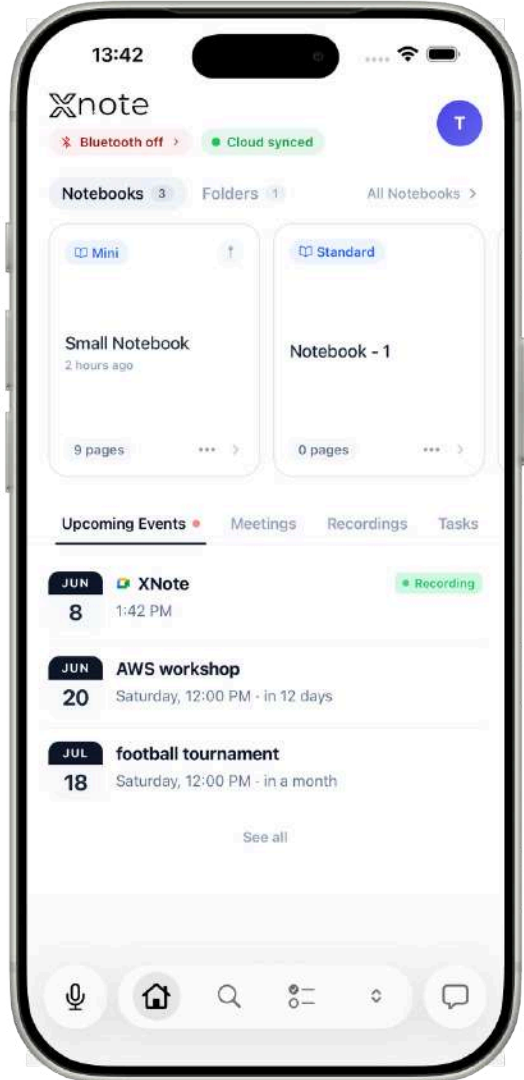 13:42
Xnote
T
Bluetooth off >
Cloud synced
Notebooks 3
Folders 1
All Notebooks >
Mini
Small Notebook
2 hours ago
9 pages
Standard
Notebook - 1
0 pages
Upcoming Events
Meetings
Recordings
Tasks
JUN
8
XNote
1:42 PM
Recording
JUN
20
AWS workshop
Saturday, 12:00 PM · in 12 days
JUL
18
football tournament
Saturday, 12:00 PM · in a month
See all